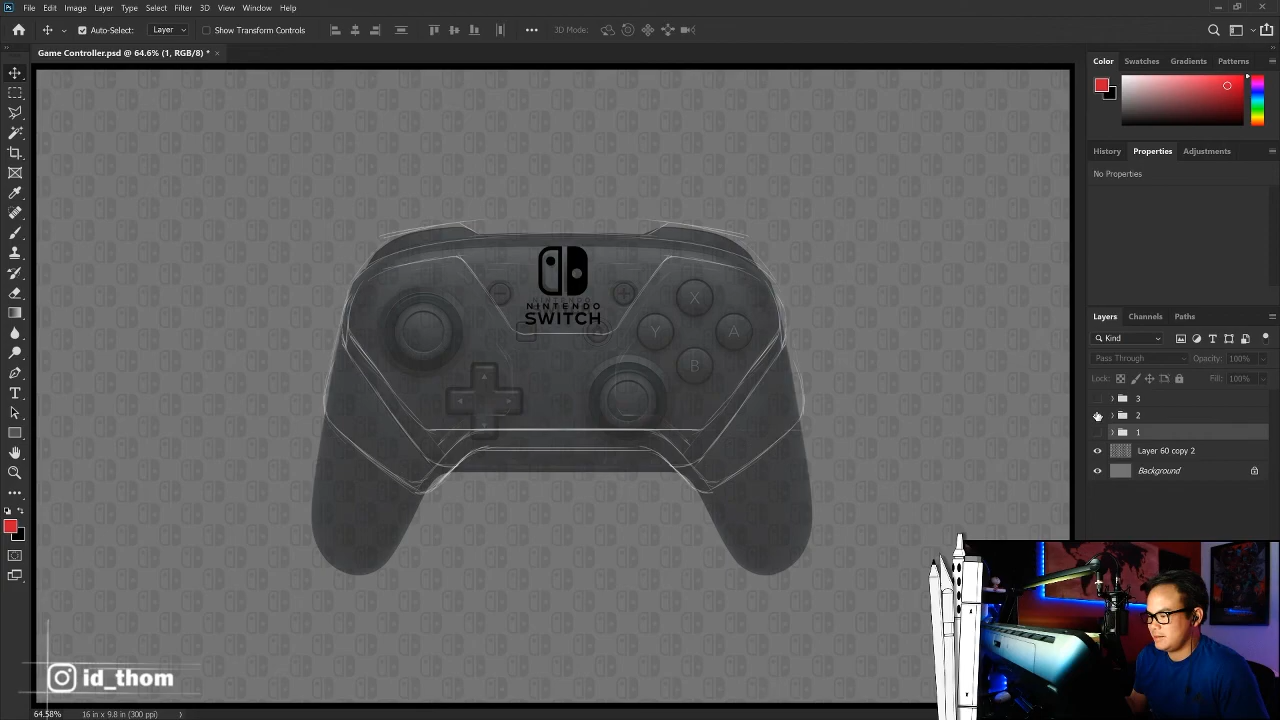 Ps File Edit Image Layer Type Select Filter 3D View Window Help
Auto-Select: Layer Show Transform Controls 3D Mode:
Game Controller.psd @ 64.6% (1, RGB/8) * ×
Color Swatches Gradients Patterns
History Properties Adjustments
No Properties
NINTENDO
NINTENDO
SWITCH
X
Y A
B
Layers Channels Paths
Kind
Pass Through Opacity: 100%
Lock: Fill: 100%
3
2
1
Layer 60 copy 2
Background
id_thom
64.58% 16 in x 9.8 in (300 ppi)